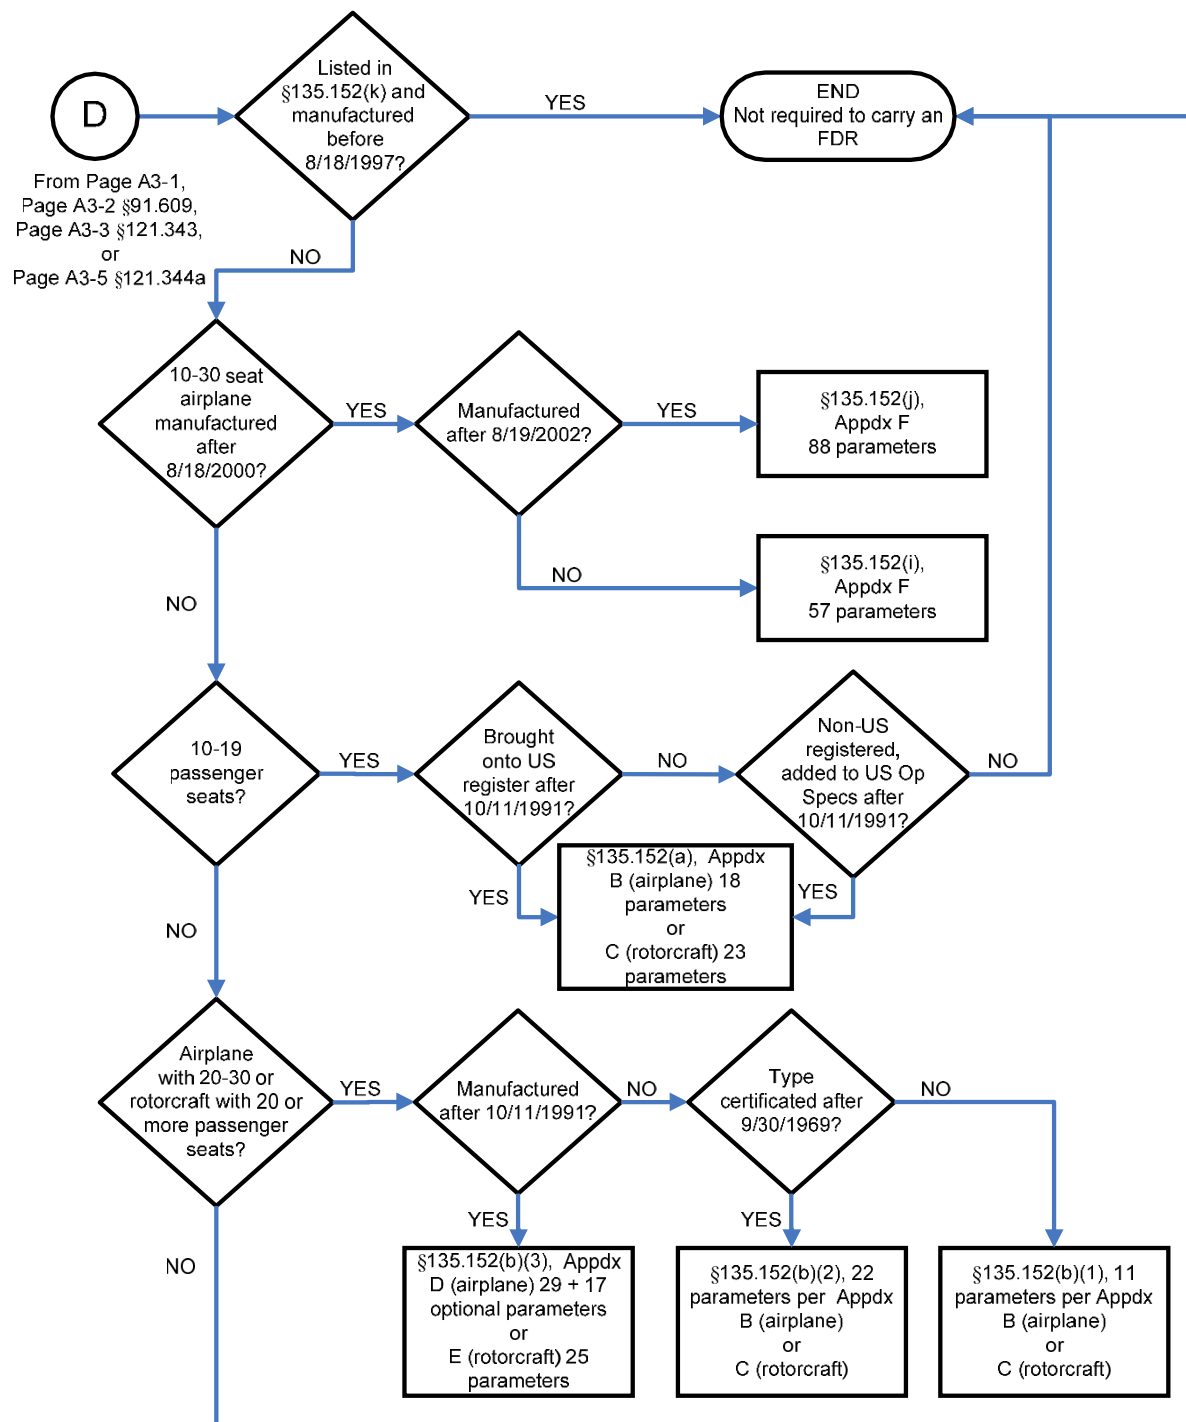 D
From Page A3-1,
Page A3-2 §91.609,
Page A3-3 §121.343,
or
Page A3-5 §121.344a
Listed in
§135.152(k) and
manufactured
before
8/18/1997?
YES
END
Not required to carry an
FDR
NO
10-30 seat
airplane
manufactured
after
8/18/2000?
YES
Manufactured
after 8/19/2002?
YES
§135.152(j),
Appdx F
88 parameters
NO
§135.152(i),
Appdx F
57 parameters
NO
10-19
passenger
seats?
YES
Brought
onto US
register after
10/11/1991?
NO
Non-US
registered,
added to US Op
Specs after
10/11/1991?
NO
YES
§135.152(a), Appdx
B (airplane) 18
parameters
or
C (rotorcraft) 23
parameters
YES
NO
Airplane
with 20-30 or
rotorcraft with 20 or
more passenger
seats?
YES
Manufactured
after 10/11/1991?
NO
Type
certificated after
9/30/1969?
NO
YES
§135.152(b)(3), Appdx
D (airplane) 29 + 17
optional parameters
or
E (rotorcraft) 25
parameters
YES
§135.152(b)(2), 22
parameters per Appdx
B (airplane)
or
C (rotorcraft)
§135.152(b)(1), 11
parameters per Appdx
B (airplane)
or
C (rotorcraft)
NO